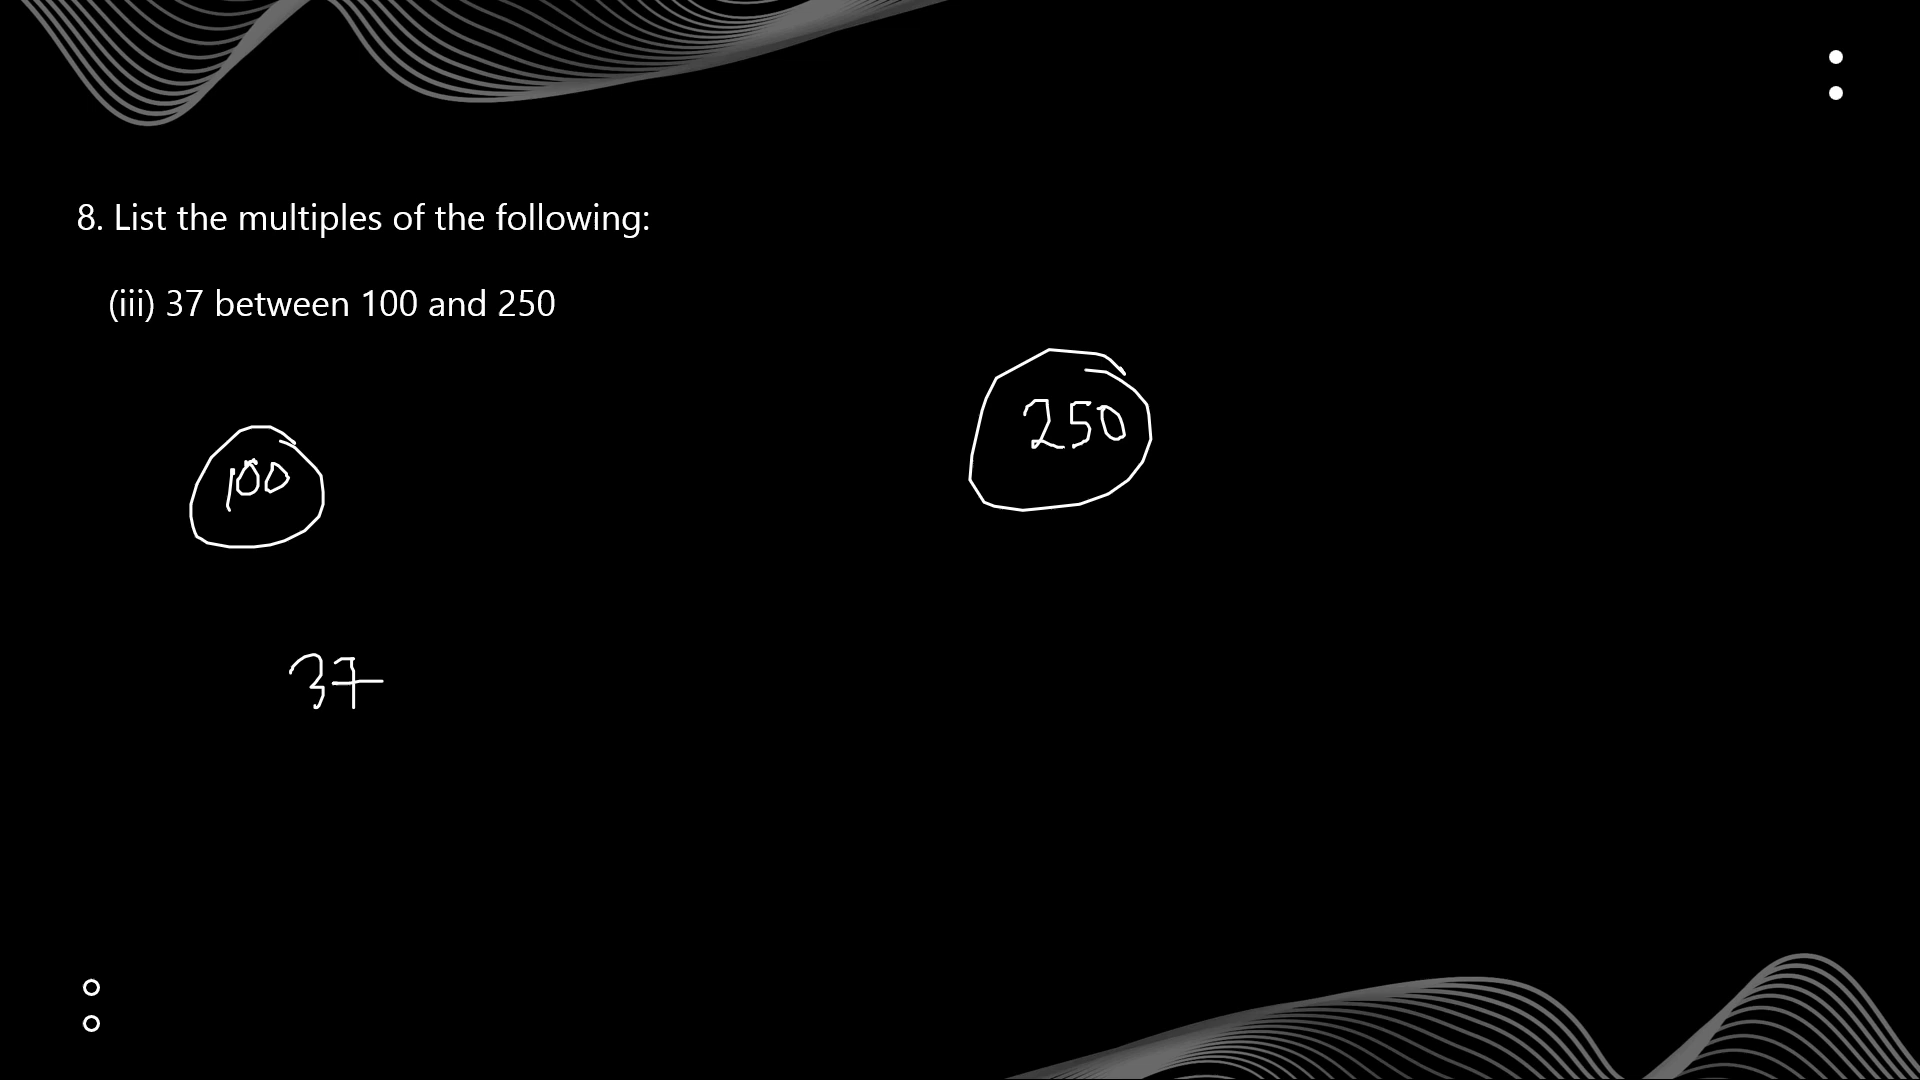 8. List the multiples of the following:
(iii) 37 between 100 and 250
250
100
37